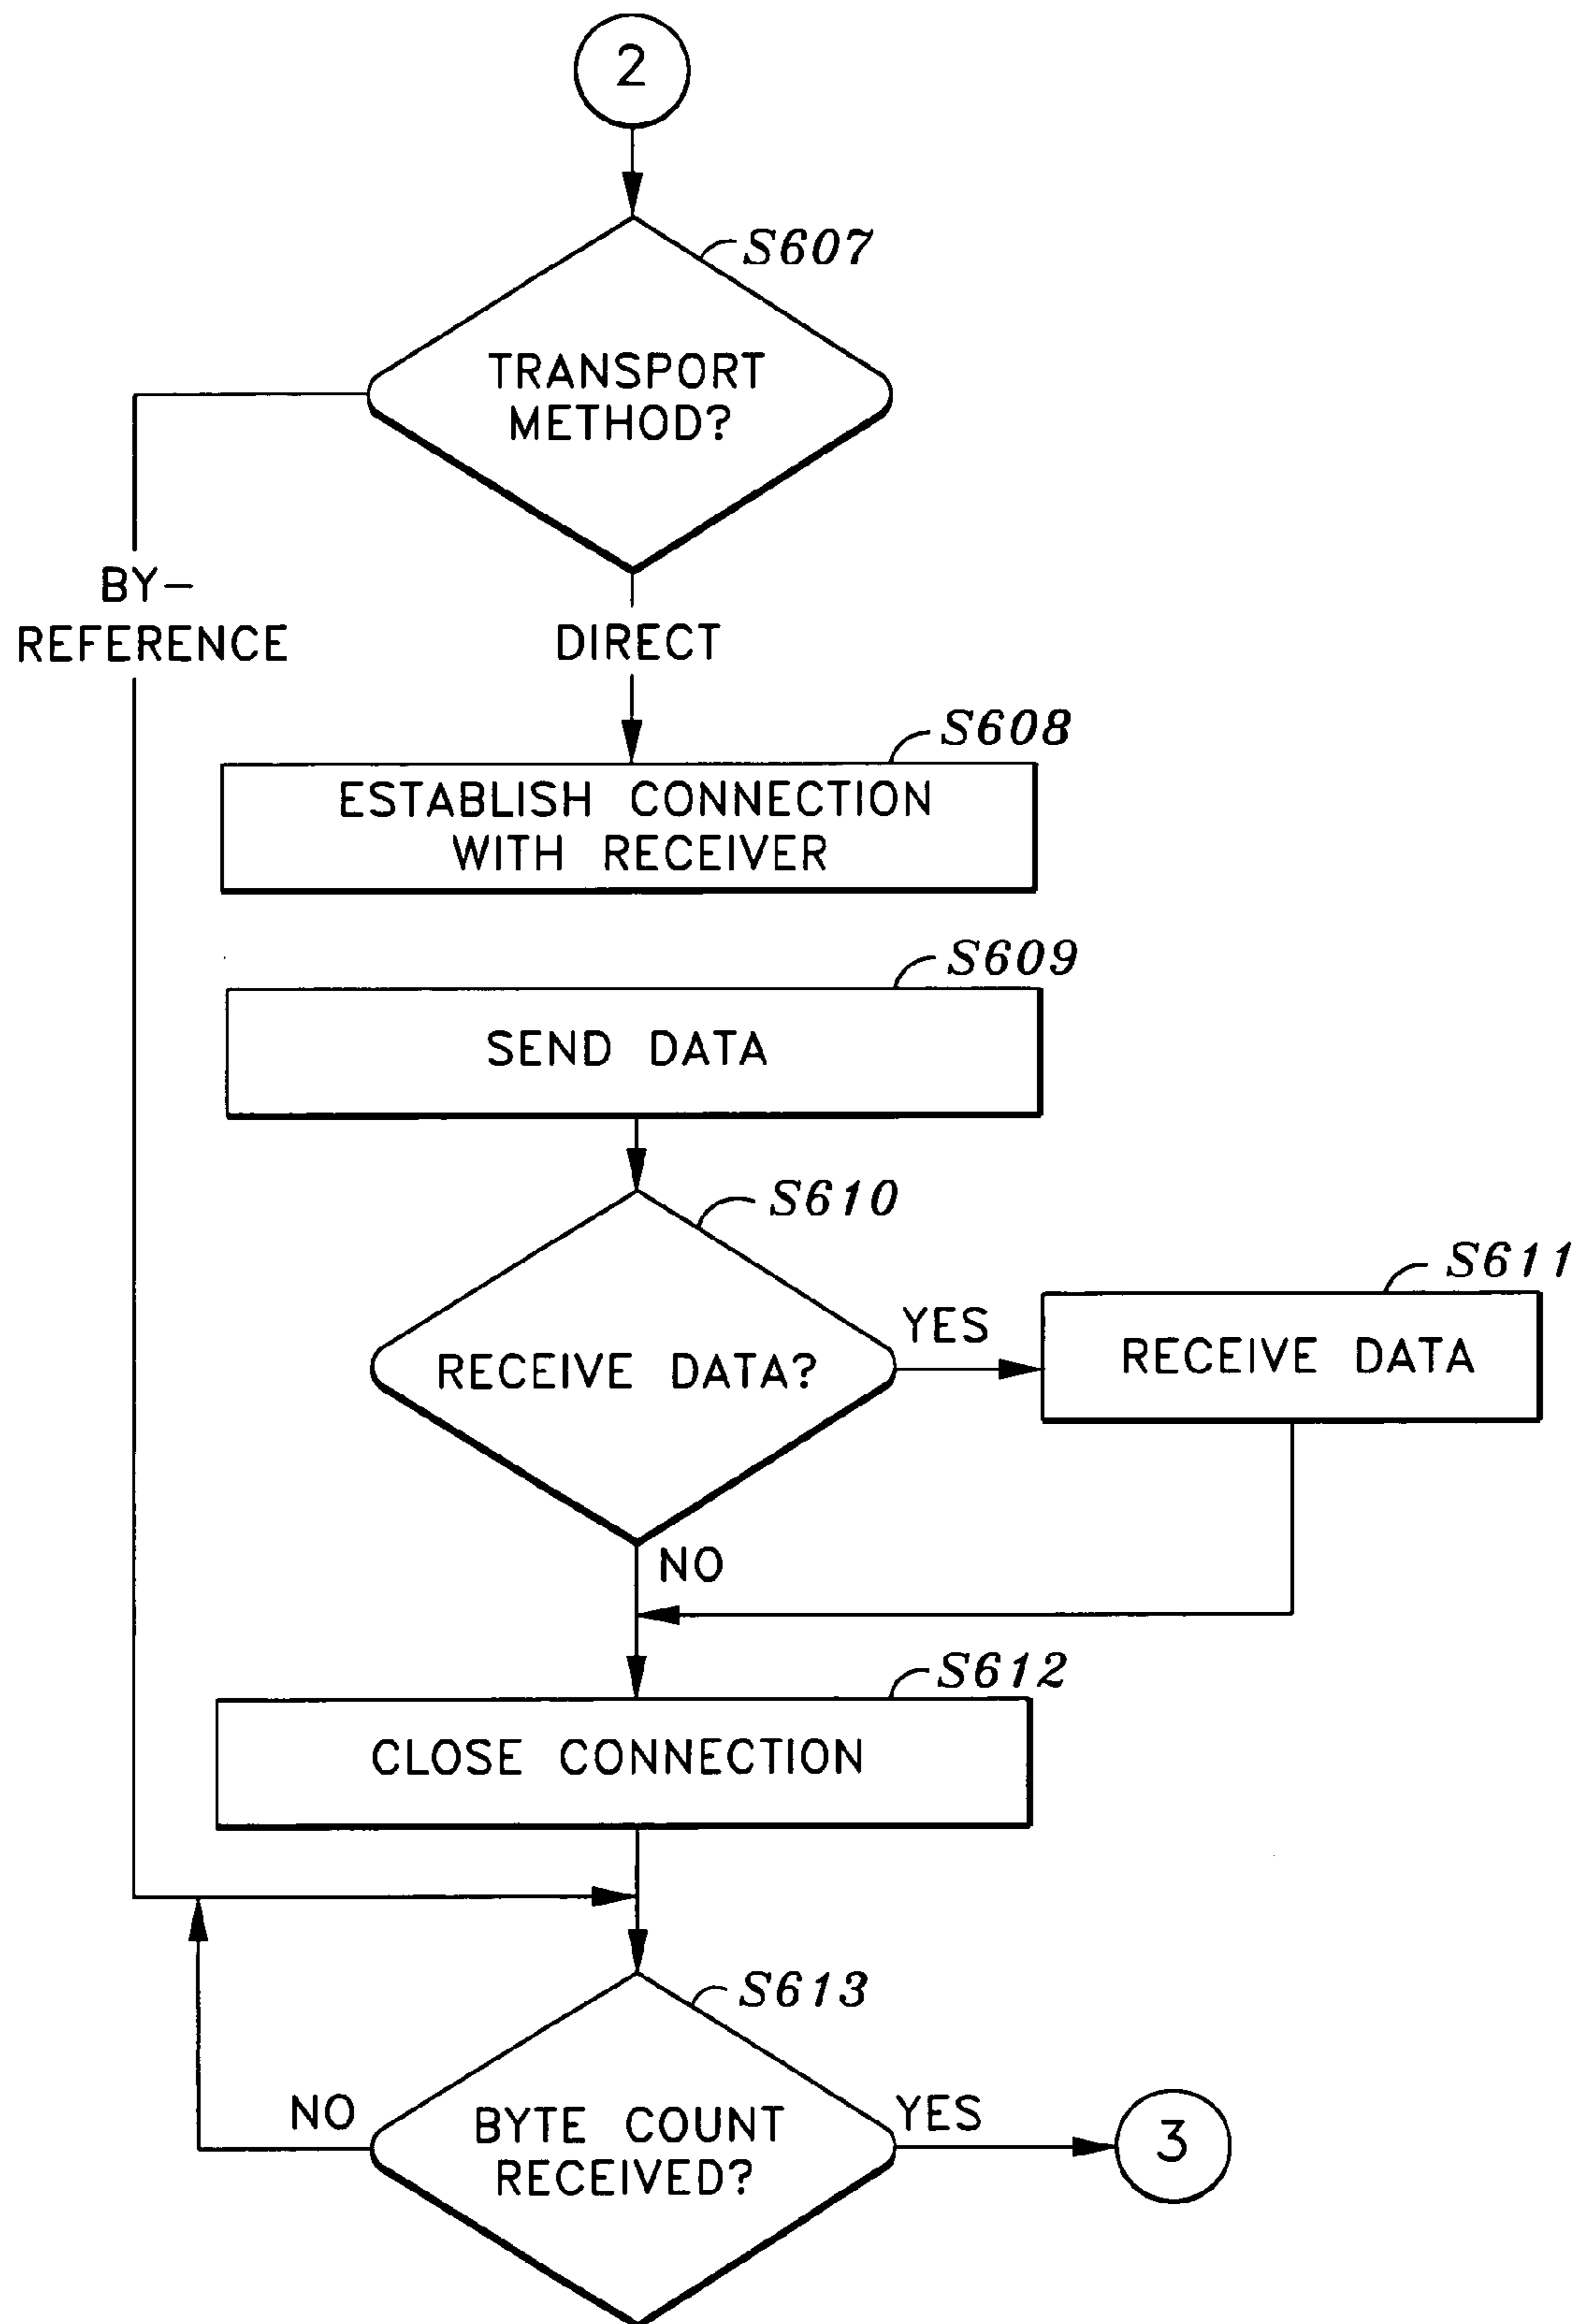 2
S607
TRANSPORT
METHOD?
BY-
REFERENCE
DIRECT
S608
ESTABLISH CONNECTION
WITH RECEIVER
S609
SEND DATA
S610
RECEIVE DATA?
YES
S611
RECEIVE DATA
NO
S612
CLOSE CONNECTION
S613
BYTE COUNT
RECEIVED?
NO
YES
3